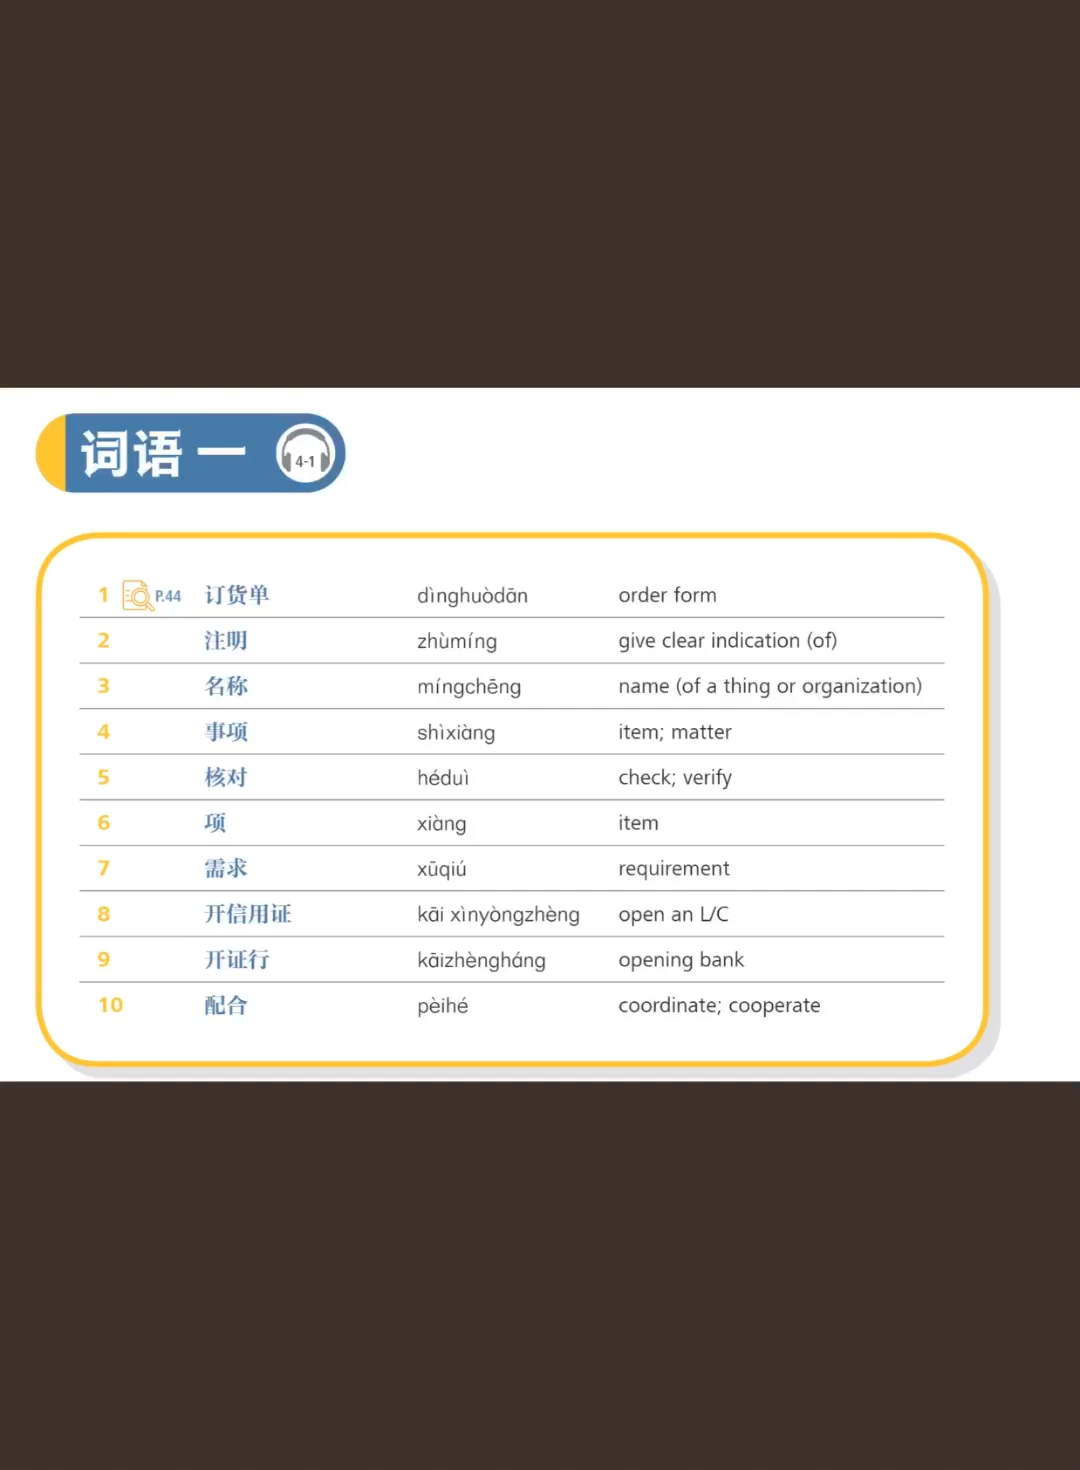 词语一 4-1
1 P.44 订货单 dìnghuòdān order form
2 注明 zhùmíng give clear indication (of)
3 名称 míngchēng name (of a thing or organization)
4 事项 shìxiàng item; matter
5 核对 héduì check; verify
6 项 xiàng item
7 需求 xūqiú requirement
8 开信用证 kāi xìnyòngzhèng open an L/C
9 开证行 kāizhèngháng opening bank
10 配合 pèihé coordinate; cooperate